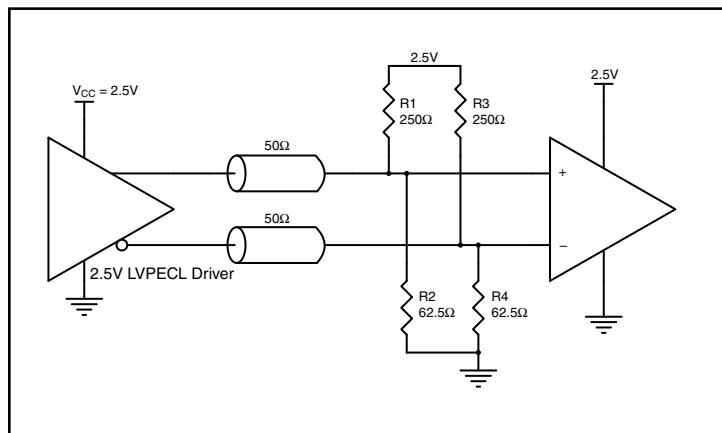 2.5V
V_CC = 2.5V
2.5V
R1
250Ω
R3
250Ω
50Ω
+
50Ω
−
2.5V LVPECL Driver
R2
62.5Ω
R4
62.5Ω